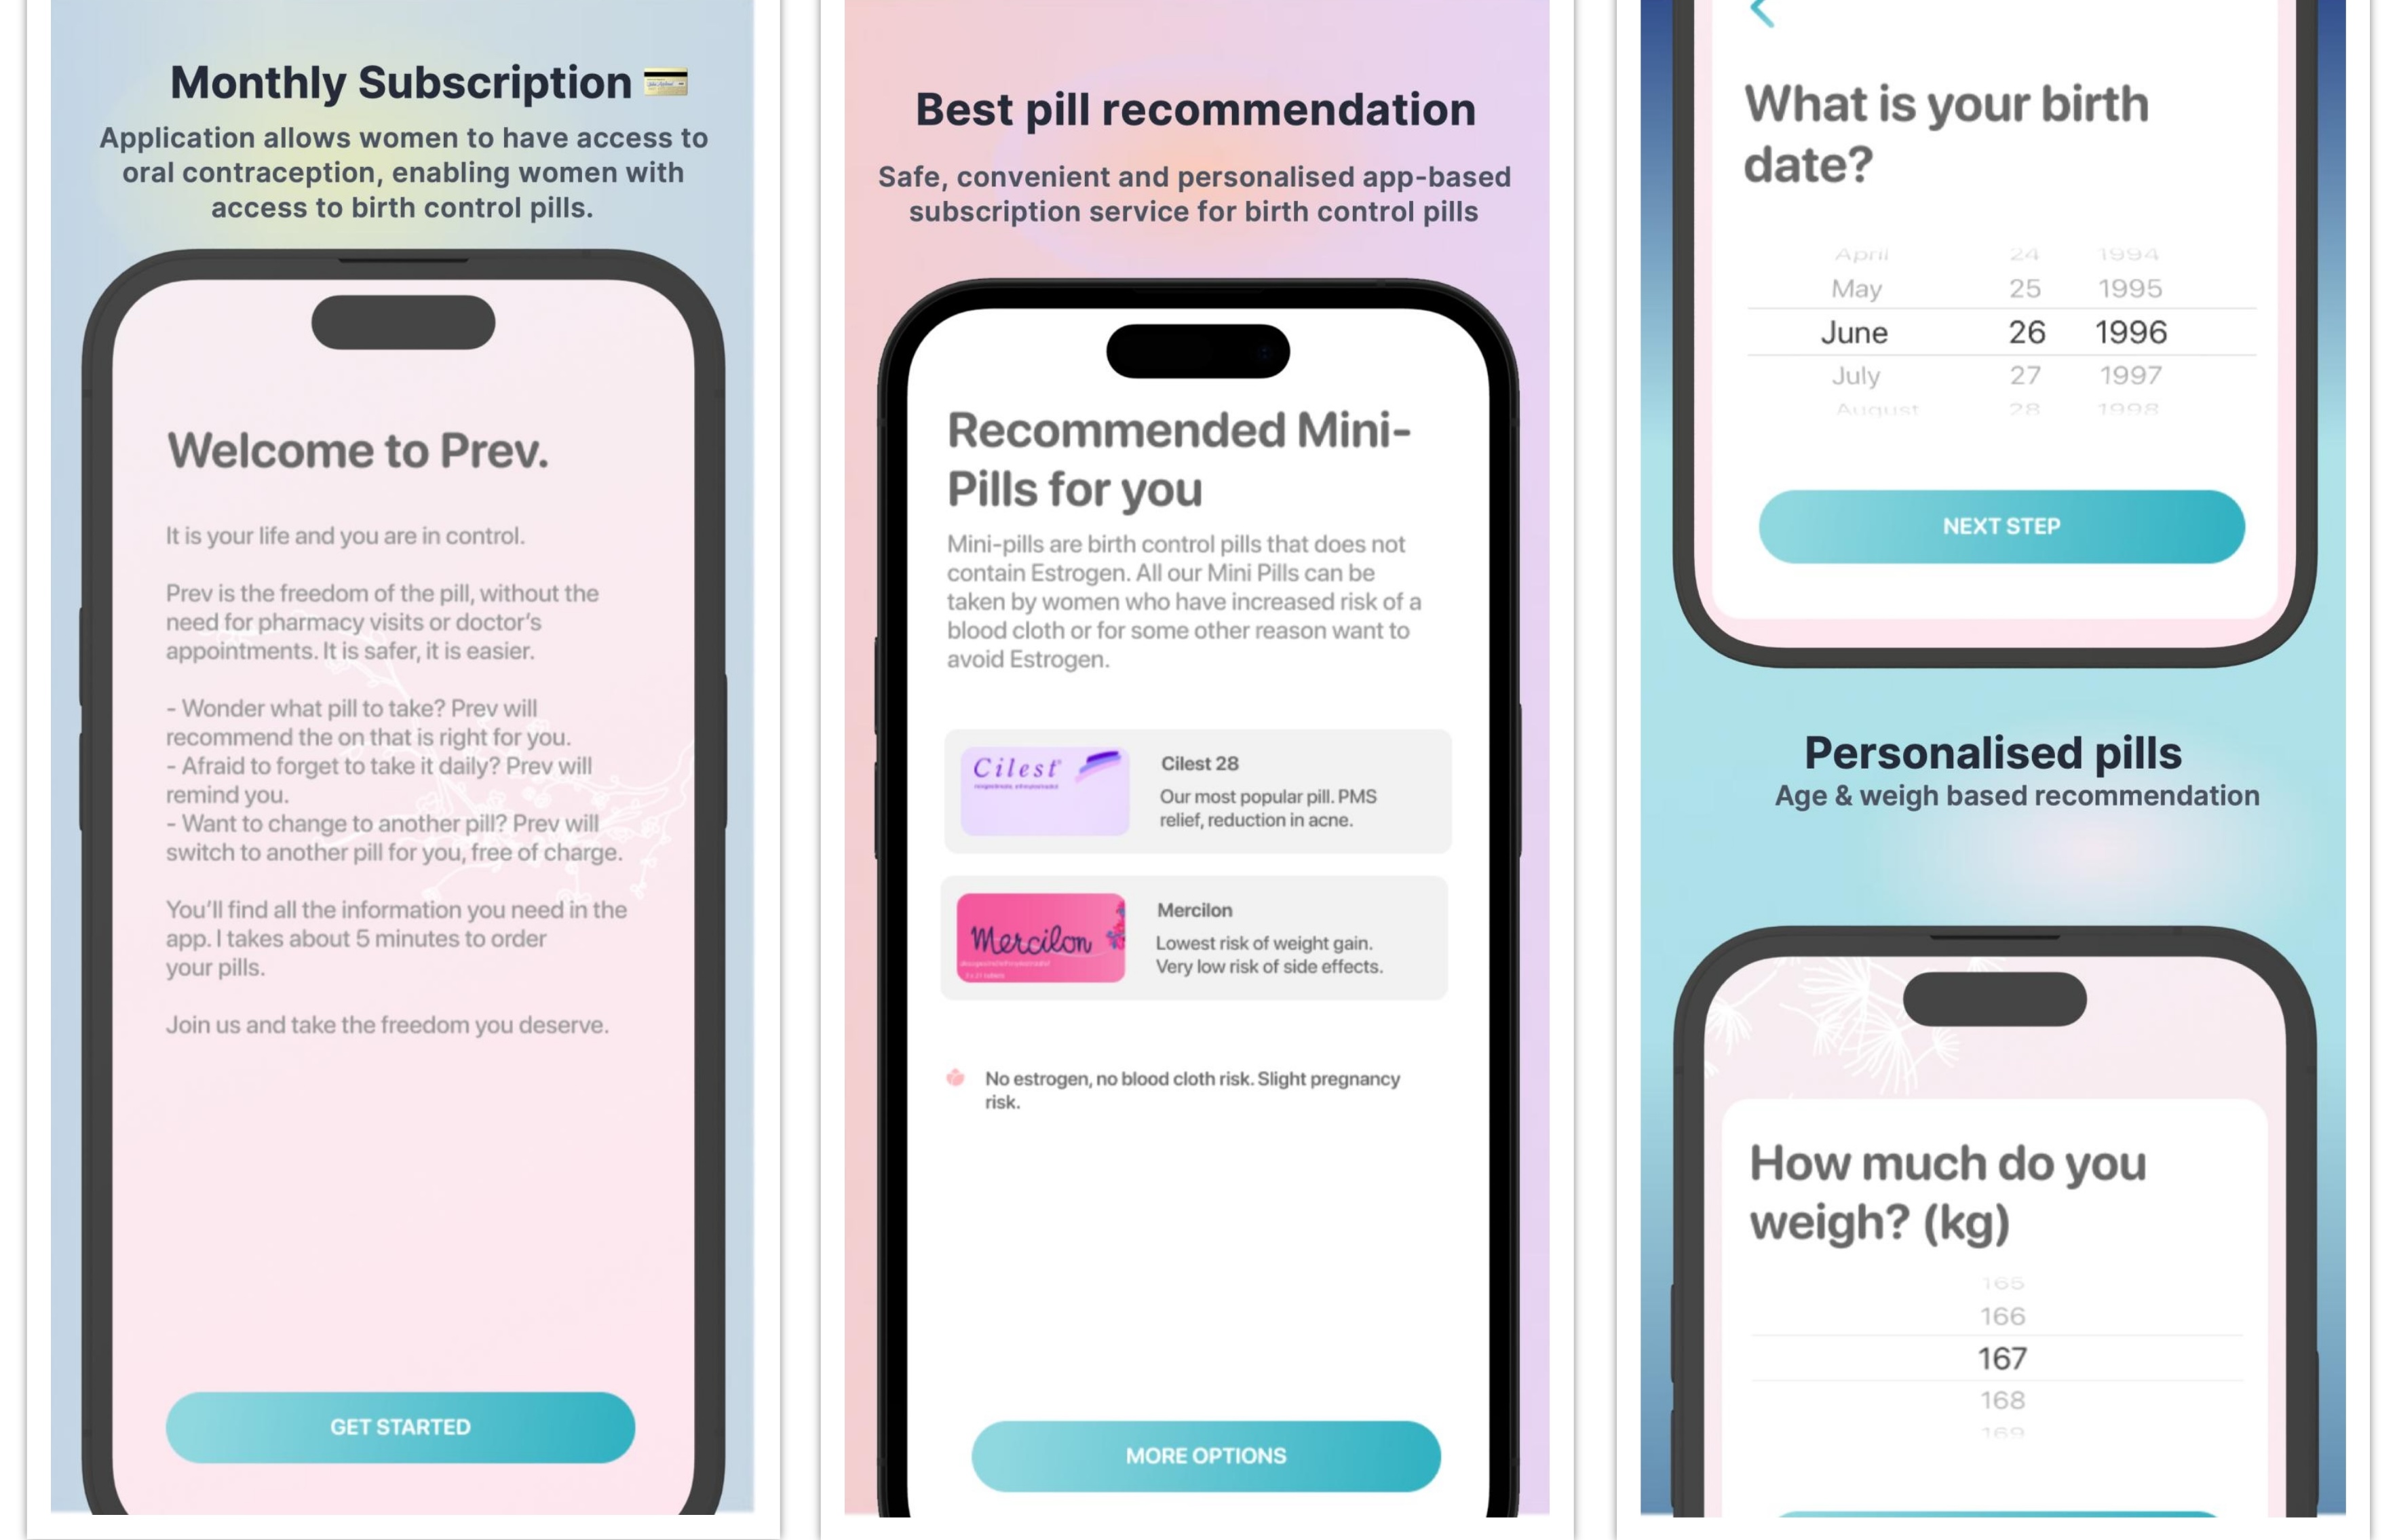 Monthly Subscription 💳
Application allows women to have access to
oral contraception, enabling women with
access to birth control pills.
Welcome to Prev.
It is your life and you are in control.
Prev is the freedom of the pill, without the
need for pharmacy visits or doctor's
appointments. It is safer, it is easier.
- Wonder what pill to take? Prev will
recommend the on that is right for you.
- Afraid to forget to take it daily? Prev will
remind you.
- Want to change to another pill? Prev will
switch to another pill for you, free of charge.
You'll find all the information you need in the
app. I takes about 5 minutes to order
your pills.
Join us and take the freedom you deserve.
GET STARTED
Best pill recommendation
Safe, convenient and personalised app-based
subscription service for birth control pills
Recommended Mini-
Pills for you
Mini-pills are birth control pills that does not
contain Estrogen. All our Mini Pills can be
taken by women who have increased risk of a
blood cloth or for some other reason want to
avoid Estrogen.
Cilest
Cilest 28
Our most popular pill. PMS
relief, reduction in acne.
Mercilon
Mercilon
Lowest risk of weight gain.
Very low risk of side effects.
No estrogen, no blood cloth risk. Slight pregnancy
risk.
MORE OPTIONS
What is your birth
date?
April 24 1994
May 25 1995
June 26 1996
July 27 1997
August 28 1998
NEXT STEP
Personalised pills
Age & weigh based recommendation
How much do you
weigh? (kg)
165
166
167
168
169